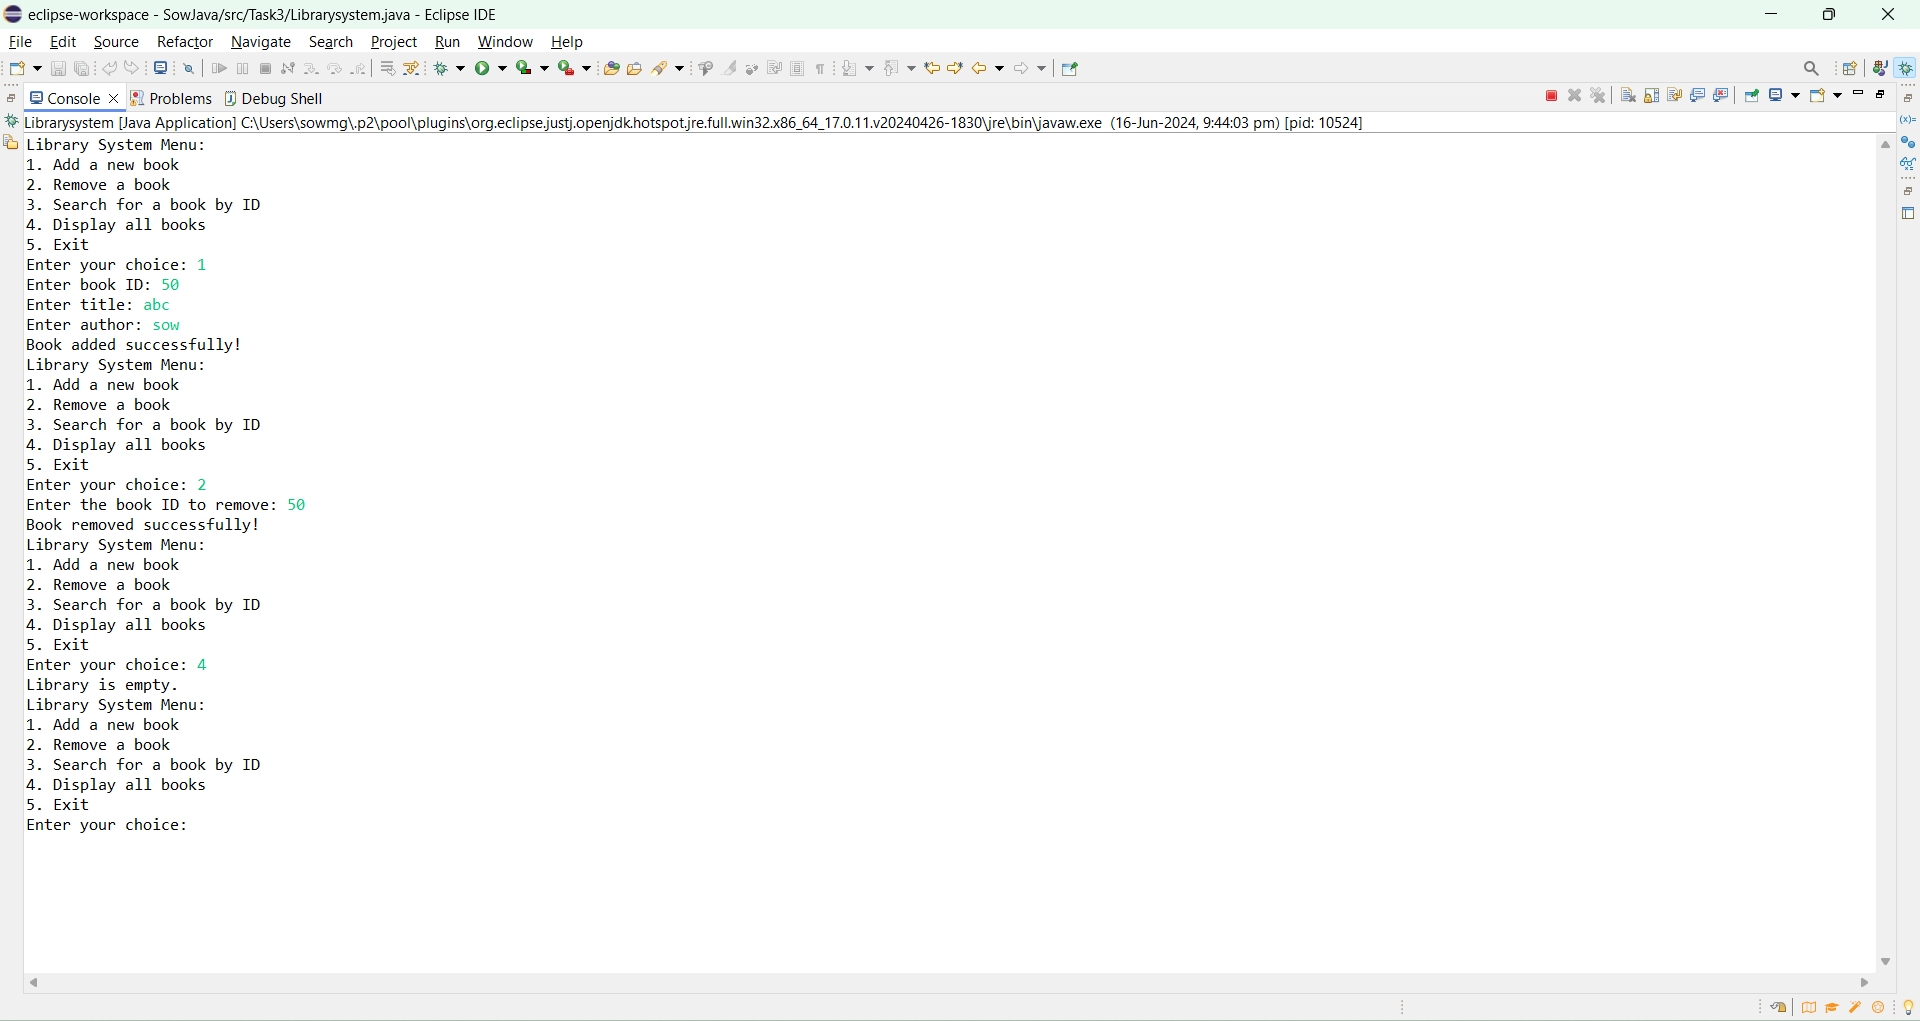 eclipse-workspace - SowJava/src/Task3/Librarysystem.java - Eclipse IDE
File Edit Source Refactor Navigate Search Project Run Window Help
Console Problems Debug Shell
Librarysystem [Java Application] C:\Users\sowmg\.p2\pool\plugins\org.eclipse.justj.openjdk.hotspot.jre.full.win32.x86_64_17.0.11.v20240426-1830\jre\bin\javaw.exe (16-Jun-2024, 9:44:03 pm) [pid: 10524]
Library System Menu:
1. Add a new book
2. Remove a book
3. Search for a book by ID
4. Display all books
5. Exit
Enter your choice: 1
Enter book ID: 50
Enter title: abc
Enter author: sow
Book added successfully!
Library System Menu:
1. Add a new book
2. Remove a book
3. Search for a book by ID
4. Display all books
5. Exit
Enter your choice: 2
Enter the book ID to remove: 50
Book removed successfully!
Library System Menu:
1. Add a new book
2. Remove a book
3. Search for a book by ID
4. Display all books
5. Exit
Enter your choice: 4
Library is empty.
Library System Menu:
1. Add a new book
2. Remove a book
3. Search for a book by ID
4. Display all books
5. Exit
Enter your choice: